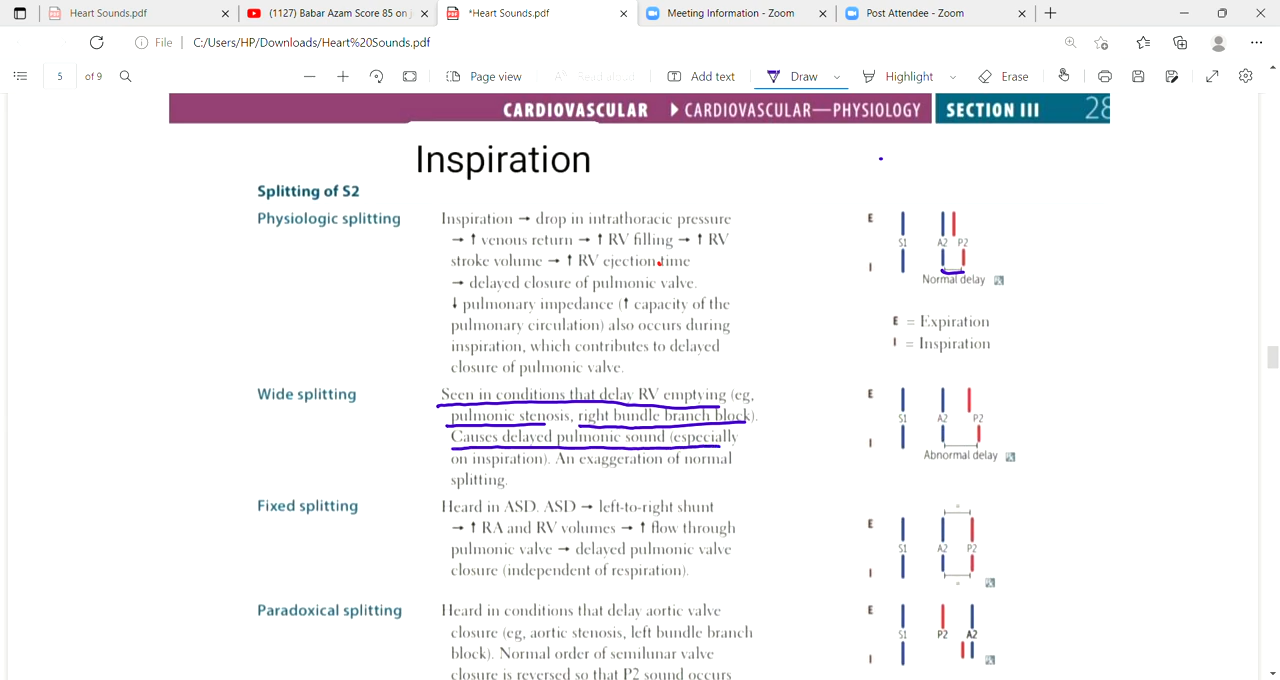 Heart Sounds.pdf
(1127) Babar Azam Score 85 on
*Heart Sounds.pdf
Meeting Information - Zoom
Post Attendee - Zoom
File C:/Users/HP/Downloads/Heart%20Sounds.pdf
5 of 9
Page view
Read aloud
Add text
Draw
Highlight
Erase
CARDIOVASCULAR ▶ CARDIOVASCULAR—PHYSIOLOGY SECTION III 28
Inspiration
Splitting of S2
Physiologic splitting
Inspiration → drop in intrathoracic pressure
→ ↑ venous return → ↑ RV filling → ↑ RV
stroke volume → ↑ RV ejection time
→ delayed closure of pulmonic valve.
↓ pulmonary impedance (↑ capacity of the
pulmonary circulation) also occurs during
inspiration, which contributes to delayed
closure of pulmonic valve.
E
S1 A2 P2
I
Normal delay
E = Expiration
I = Inspiration
Wide splitting
Seen in conditions that delay RV emptying (eg,
pulmonic stenosis, right bundle branch block).
Causes delayed pulmonic sound (especially
on inspiration). An exaggeration of normal
splitting.
E
S1 A2 P2
I
Abnormal delay
Fixed splitting
Heard in ASD. ASD → left-to-right shunt
→ ↑ RA and RV volumes → ↑ flow through
pulmonic valve → delayed pulmonic valve
closure (independent of respiration).
E
S1 A2 P2
I
Paradoxical splitting
Heard in conditions that delay aortic valve
closure (eg, aortic stenosis, left bundle branch
block). Normal order of semilunar valve
closure is reversed so that P2 sound occurs
E
S1 P2 A2
I